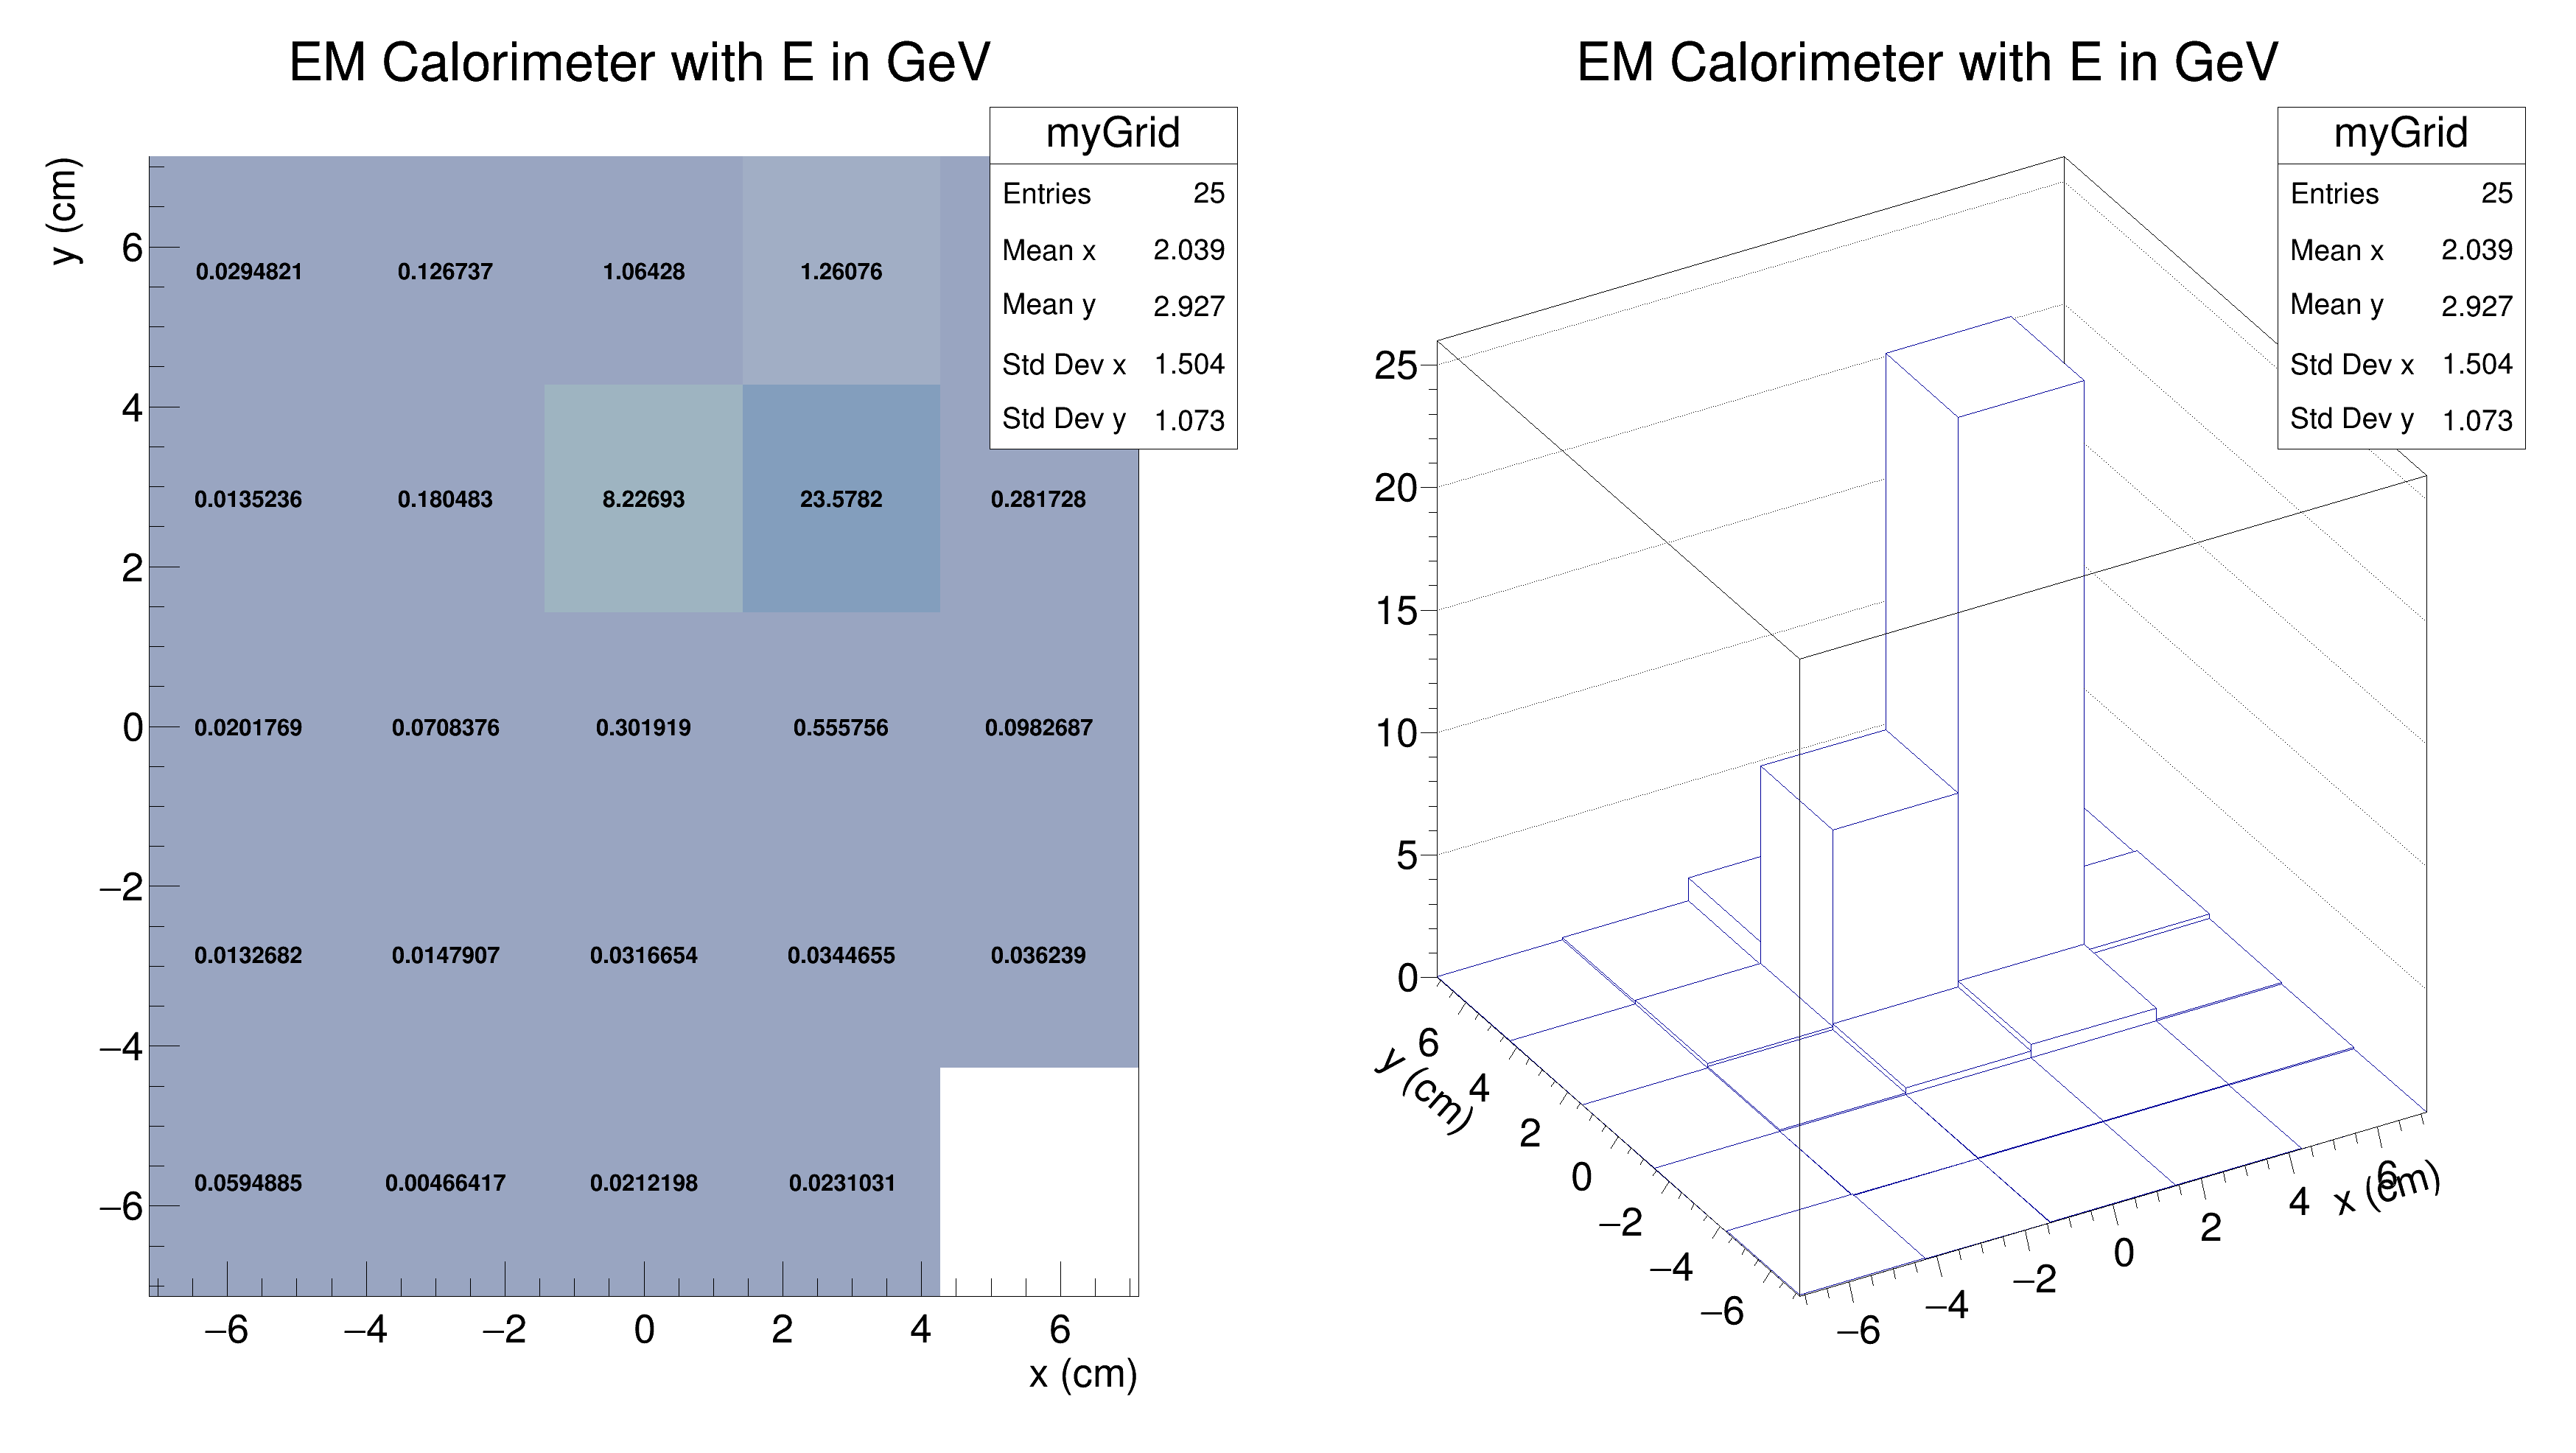 EM Calorimeter with E in GeV
myGrid
Entries 25
Mean x 2.039
Mean y 2.927
Std Dev x 1.504
Std Dev y 1.073
y (cm)
6
4
2
0
−2
−4
−6
0.0294821 0.126737 1.06428 1.26076
0.0135236 0.180483 8.22693 23.5782 0.281728
0.0201769 0.0708376 0.301919 0.555756 0.0982687
0.0132682 0.0147907 0.0316654 0.0344655 0.036239
0.0594885 0.00466417 0.0212198 0.0231031
−6 −4 −2 0 2 4 6
x (cm)
EM Calorimeter with E in GeV
myGrid
Entries 25
Mean x 2.039
Mean y 2.927
Std Dev x 1.504
Std Dev y 1.073
25
20
15
10
5
0
6
4
2
0
−2
−4
−6
y (cm)
−6
−4
−2
0
2
4
6
x (cm)